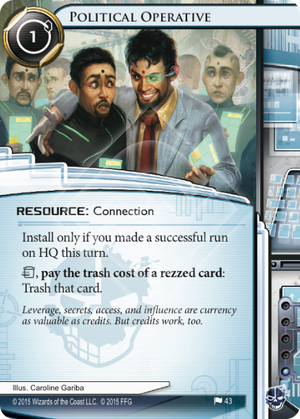 1
POLITICAL OPERATIVE
RESOURCE: Connection
Install only if you made a successful run
on HQ this turn.
, pay the trash cost of a rezzed card:
Trash that card.
Leverage, secrets, access, and influence are currency
as valuable as credits. But credits work, too.
Illus. Caroline Gariba
© 2015 Wizards of the Coast LLC. © 2015 FFG
43